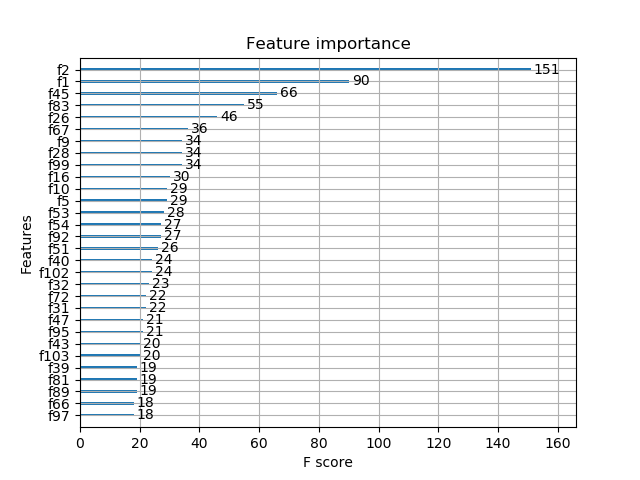 Feature importance
f2 151
f1 90
f45 66
f83 55
f26 46
f67 36
f9 34
f28 34
f99 34
f16 30
f10 29
f5 29
f53 28
f54 27
f92 27
f51 26
f40 24
f102 24
f32 23
f72 22
f31 22
f47 21
f95 21
f43 20
f103 20
f39 19
f81 19
f89 19
f66 18
f97 18
Features
0 20 40 60 80 100 120 140 160
F score